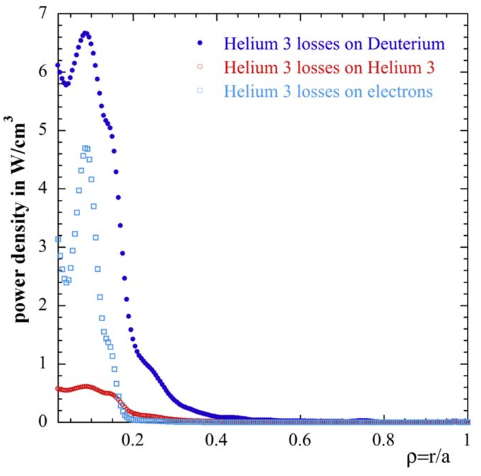 7
6
5
4
3
2
1
0
power density in W/cm³
Helium 3 losses on Deuterium
Helium 3 losses on Helium 3
Helium 3 losses on electrons
0.2 0.4 0.6 0.8 1
ρ=r/a